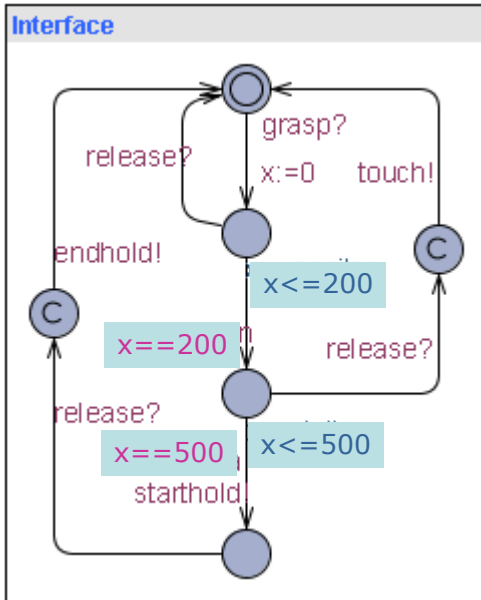 Interface
grasp?
release?
x:=0
touch!
endhold!
C
x<=200
C
x==200
release?
release?
x<=500
x==500
starthold